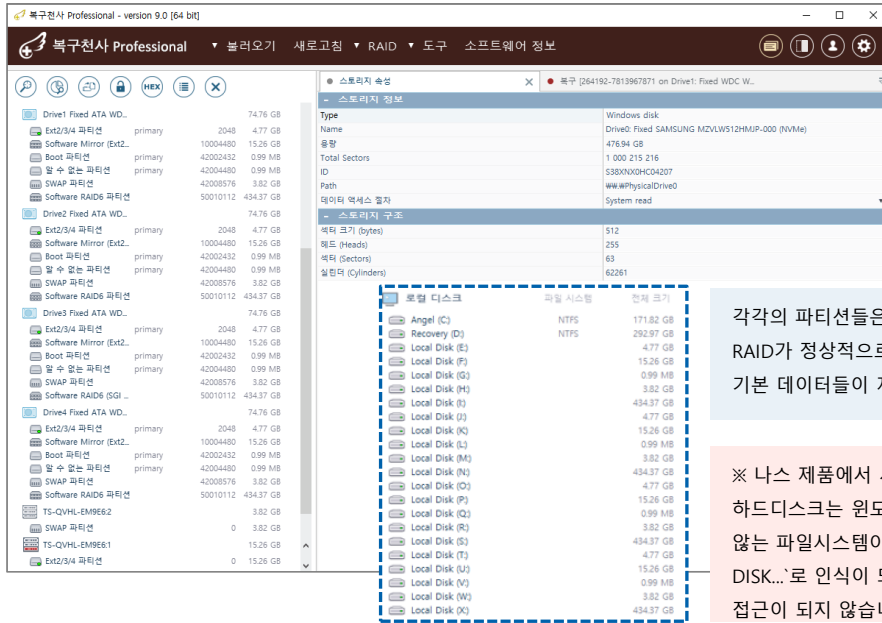 복구천사 Professional - version 9.0 [64 bit]
복구천사 Professional ▼ 불러오기 새로고침 ▼ RAID ▼ 도구 소프트웨어 정보
HEX
Drive1 Fixed ATA WD... 74.76 GB
Ext2/3/4 파티션 primary 2048 4.77 GB
Software Mirror (Ext2... 10004480 15.26 GB
Boot 파티션 primary 42002432 0.99 MB
알 수 없는 파티션 primary 42004480 0.99 MB
SWAP 파티션 42008576 3.82 GB
Software RAID6 파티션 50010112 434.37 GB
Drive2 Fixed ATA WD... 74.76 GB
Ext2/3/4 파티션 primary 2048 4.77 GB
Software Mirror (Ext2... 10004480 15.26 GB
Boot 파티션 primary 42002432 0.99 MB
알 수 없는 파티션 primary 42004480 0.99 MB
SWAP 파티션 42008576 3.82 GB
Software RAID6 파티션 50010112 434.37 GB
Drive3 Fixed ATA WD... 74.76 GB
Ext2/3/4 파티션 primary 2048 4.77 GB
Software Mirror (Ext2... 10004480 15.26 GB
Boot 파티션 primary 42002432 0.99 MB
알 수 없는 파티션 primary 42004480 0.99 MB
SWAP 파티션 42008576 3.82 GB
Software RAID6 (SGI ... 50010112 434.37 GB
Drive4 Fixed ATA WD... 74.76 GB
Ext2/3/4 파티션 primary 2048 4.77 GB
Software Mirror (Ext2... 10004480 15.26 GB
Boot 파티션 primary 42002432 0.99 MB
알 수 없는 파티션 primary 42004480 0.99 MB
SWAP 파티션 42008576 3.82 GB
Software RAID6 파티션 50010112 434.37 GB
TS-QVHL-EM9E6:2 3.82 GB
SWAP 파티션 0 3.82 GB
TS-QVHL-EM9E6:1 15.26 GB
Ext2/3/4 파티션 0 15.26 GB
스토리지 속성
복구 [264192-7813967871 on Drive1: Fixed WDC W...
- 스토리지 정보
Type Windows disk
Name Drive0: Fixed SAMSUNG MZVLW512HMJP-000 (NVMe)
용량 476.94 GB
Total Sectors 1 000 215 216
ID S38XNX0HC04207
Path ₩₩.₩PhysicalDrive0
데이터 액세스 절차 System read
- 스토리지 구조
섹터 크기 (bytes) 512
헤드 (Heads) 255
섹터 (Sectors) 63
실린더 (Cylinders) 62261
로컬 디스크 파일 시스템 전체 크기
Angel (C:) NTFS 171.82 GB
Recovery (D:) NTFS 292.97 GB
Local Disk (E:) 4.77 GB
Local Disk (F:) 15.26 GB
Local Disk (G:) 0.99 MB
Local Disk (H:) 3.82 GB
Local Disk (I:) 434.37 GB
Local Disk (J:) 4.77 GB
Local Disk (K:) 15.26 GB
Local Disk (L:) 0.99 MB
Local Disk (M:) 3.82 GB
Local Disk (N:) 434.37 GB
Local Disk (O:) 4.77 GB
Local Disk (P:) 15.26 GB
Local Disk (Q:) 0.99 MB
Local Disk (R:) 3.82 GB
Local Disk (S:) 434.37 GB
Local Disk (T:) 4.77 GB
Local Disk (U:) 15.26 GB
Local Disk (V:) 0.99 MB
Local Disk (W:) 3.82 GB
Local Disk (X:) 434.37 GB
각각의 파티션들은
RAID가 정상적으로
기본 데이터들이
※ 나스 제품에서
하드디스크는
않는 파일시스템이
DISK...`로 인식이
접근이 되지